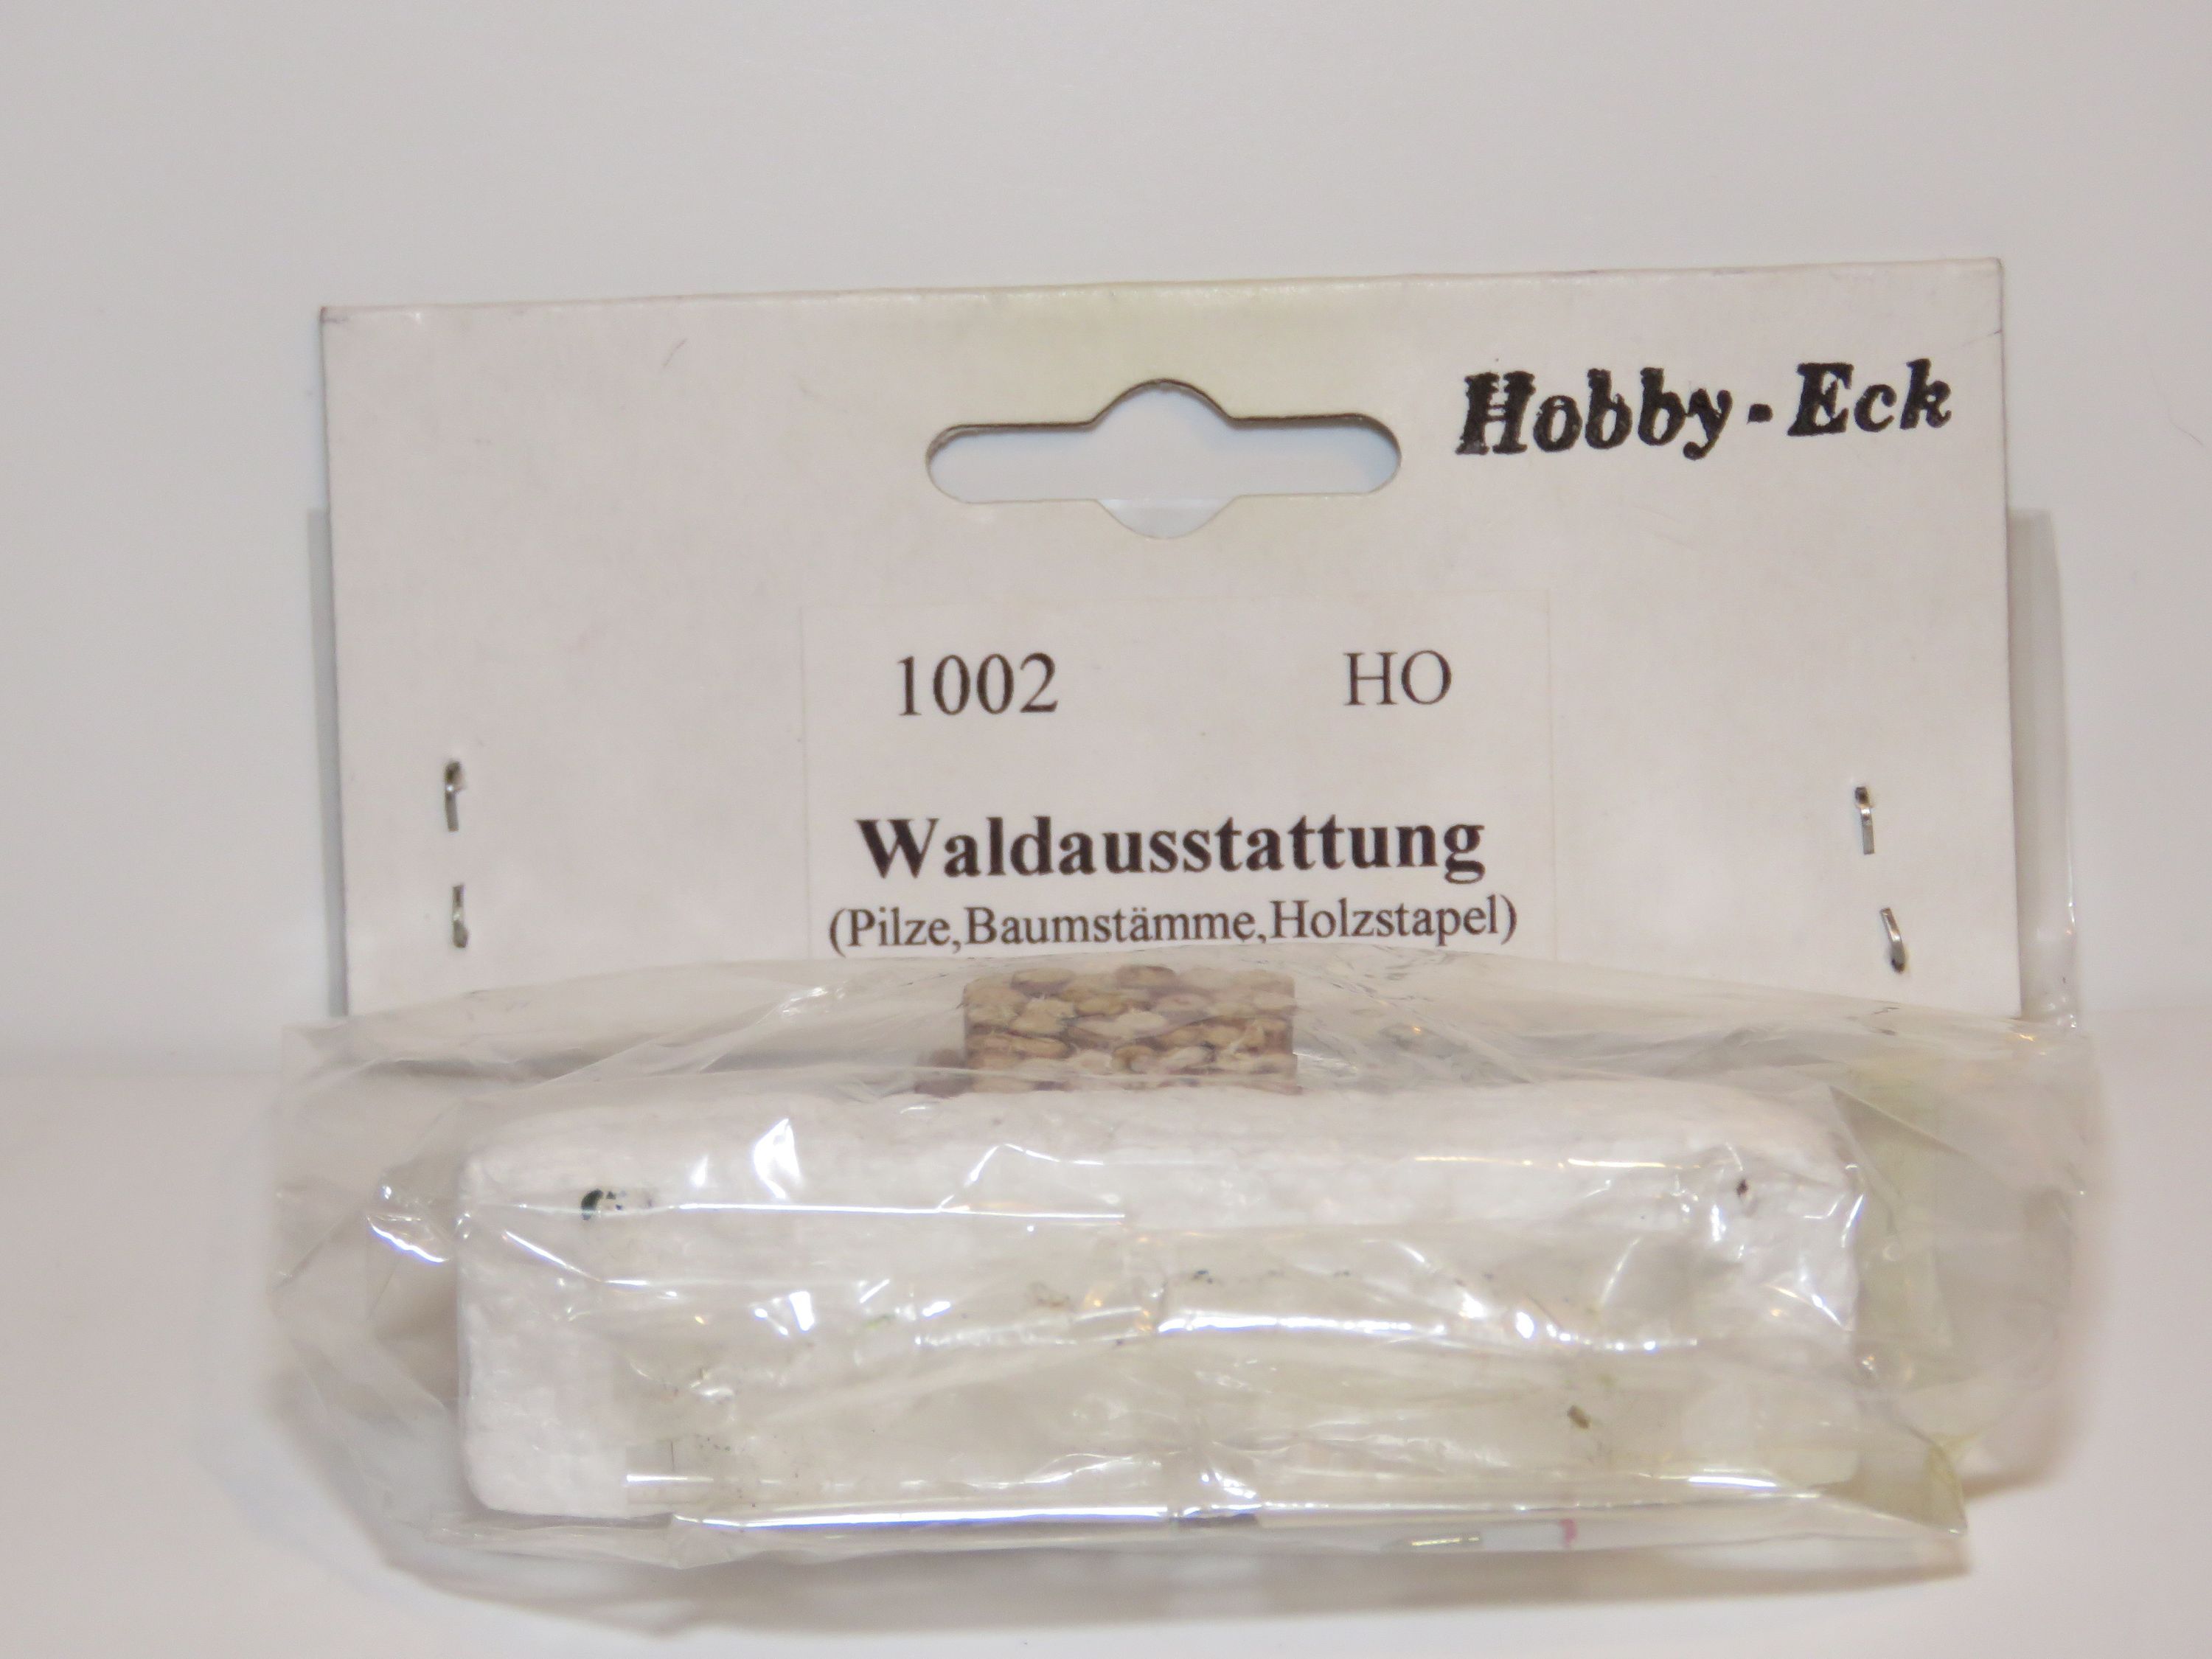 Hobby - Eck
1002 HO
Waldausstattung
(Pilze,Baumstämme,Holzstapel)